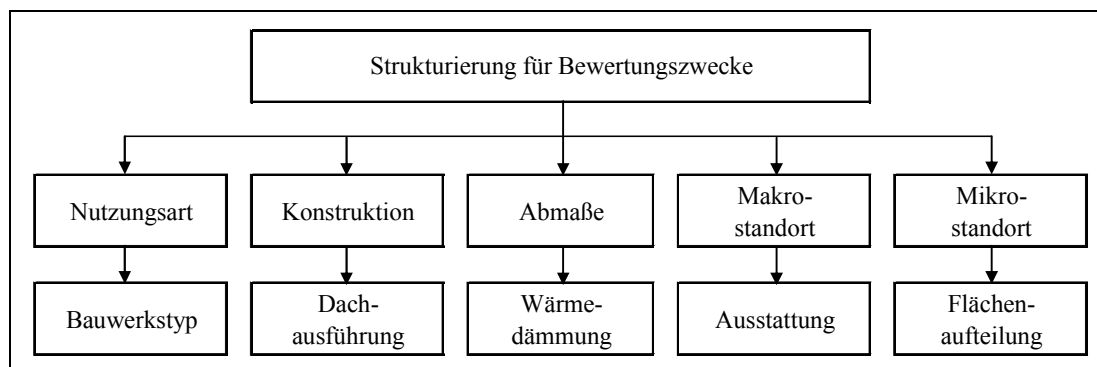 Strukturierung für Bewertungszwecke
Nutzungsart
Konstruktion
Abmaße
Makro-
standort
Mikro-
standort
Bauwerkstyp
Dach-
ausführung
Wärme-
dämmung
Ausstattung
Flächen-
aufteilung